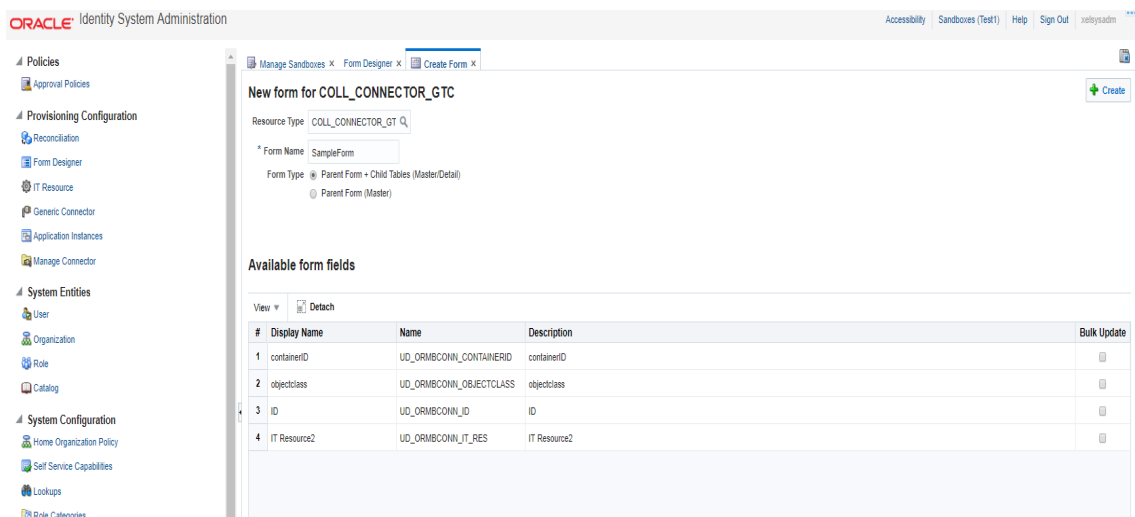 ORACLE® Identity System Administration
Accessibility Sandboxes (Test1) Help Sign Out xelsysadm
Policies
Approval Policies
Provisioning Configuration
Reconciliation
Form Designer
IT Resource
Generic Connector
Application Instances
Manage Connector
System Entities
User
Organization
Role
Catalog
System Configuration
Home Organization Policy
Self Service Capabilities
Lookups
Role Categories
Manage Sandboxes x Form Designer x Create Form x
New form for COLL_CONNECTOR_GTC
Create
Resource Type COLL_CONNECTOR_GT
* Form Name SampleForm
Form Type Parent Form + Child Tables (Master/Detail)
Parent Form (Master)
Available form fields
View Detach
# Display Name Name Description Bulk Update
1 containerID UD_ORMBCONN_CONTAINERID containerID
2 objectclass UD_ORMBCONN_OBJECTCLASS objectclass
3 ID UD_ORMBCONN_ID ID
4 IT Resource2 UD_ORMBCONN_IT_RES IT Resource2